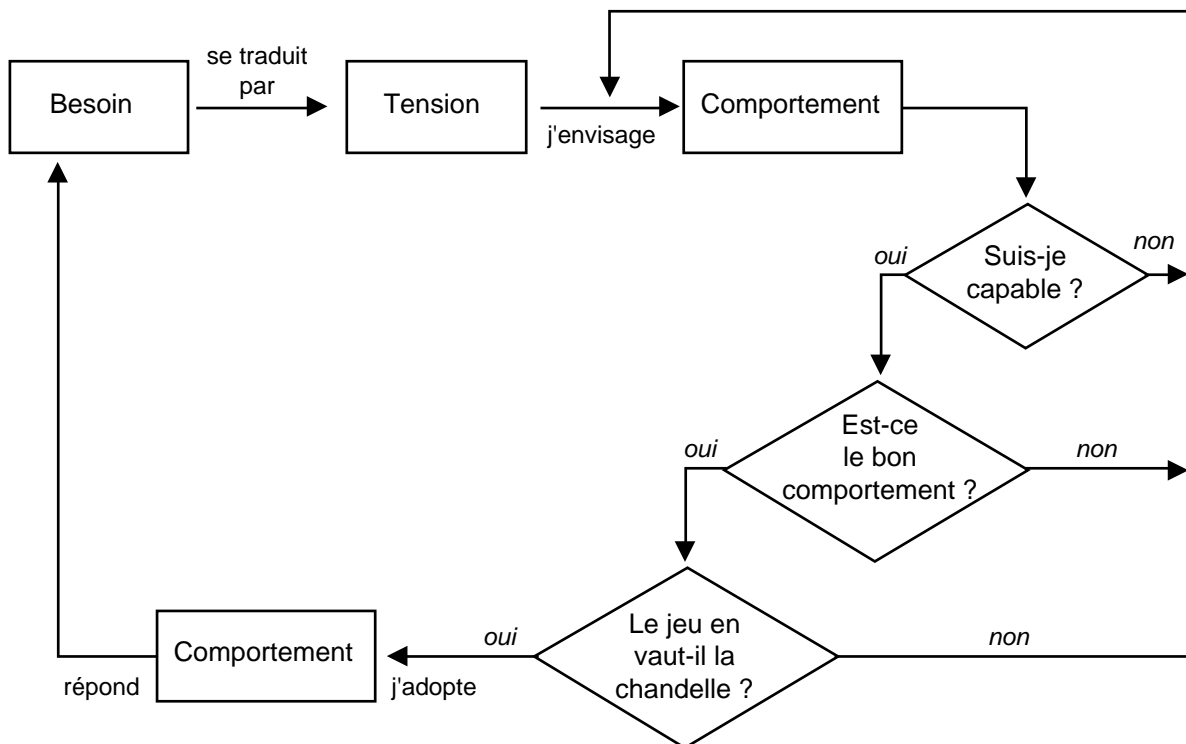 se traduit
par
Besoin
Tension
j'envisage
Comportement
Suis-je
capable ?
oui
non
Est-ce
le bon
comportement ?
oui
non
Le jeu en
vaut-il la
chandelle ?
oui
non
j'adopte
Comportement
répond